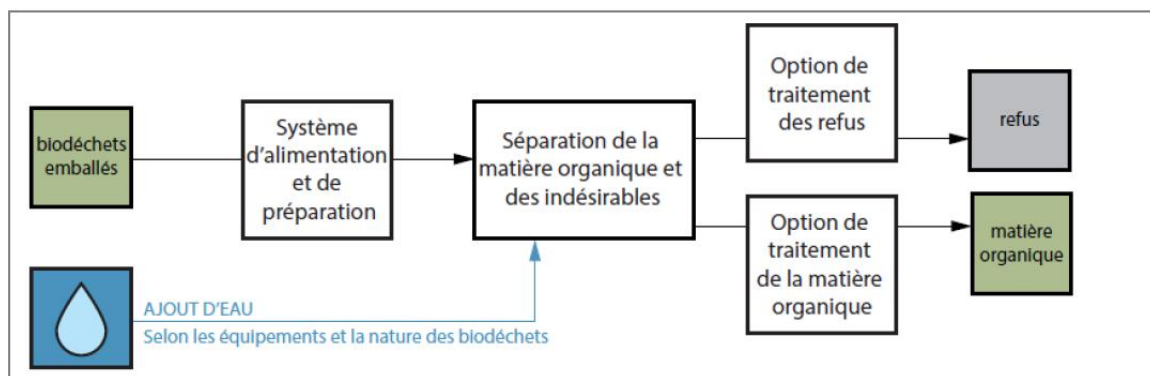 biodéchets
emballés
Système
d'alimentation
et de
préparation
Séparation de la
matière organique et
des indésirables
Option de
traitement
des refus
refus
Option de
traitement
de la matière
organique
matière
organique
AJOUT D'EAU
Selon les équipements et la nature des biodéchets